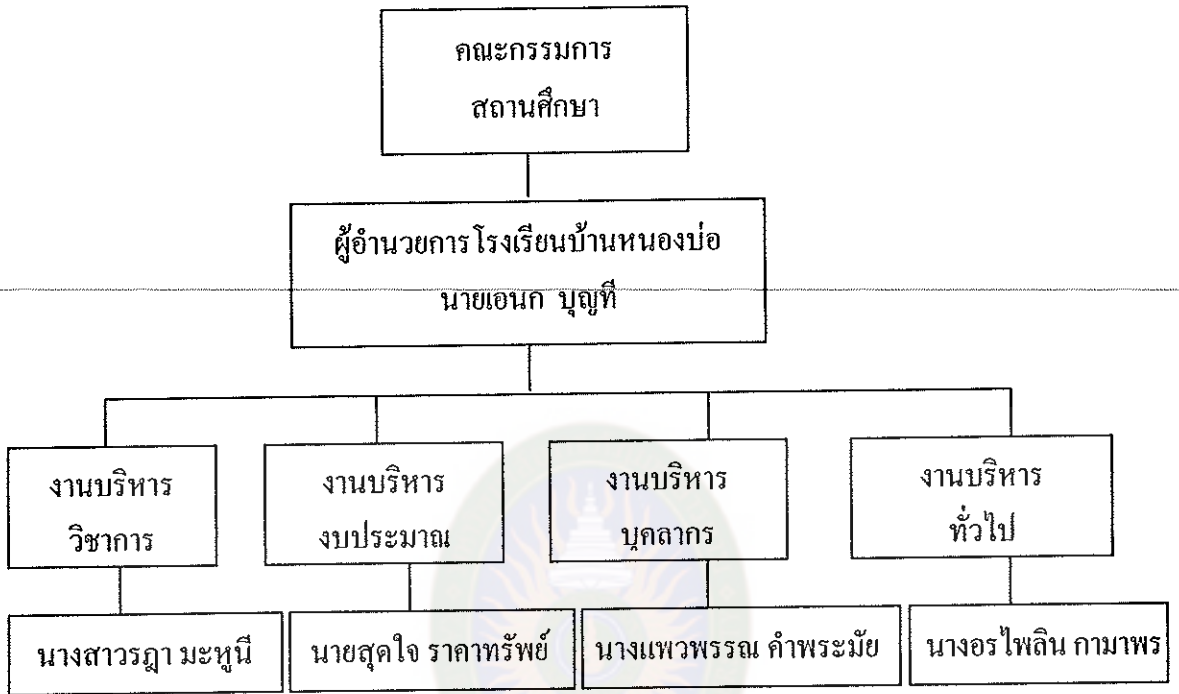 คณะกรรมการ
สถานศึกษา
ผู้อำนวยการโรงเรียนบ้านหนองบ่อ
นายเอนก บุญที
งานบริหาร
วิชาการ
งานบริหาร
งบประมาณ
งานบริหาร
บุคลากร
งานบริหาร
ทั่วไป
นางสาวรฎา มะหูนี
นายสุดใจ ราคาทรัพย์
นางแพวพรรณ คำพระมัย
นางอรไพลิน กามาพร